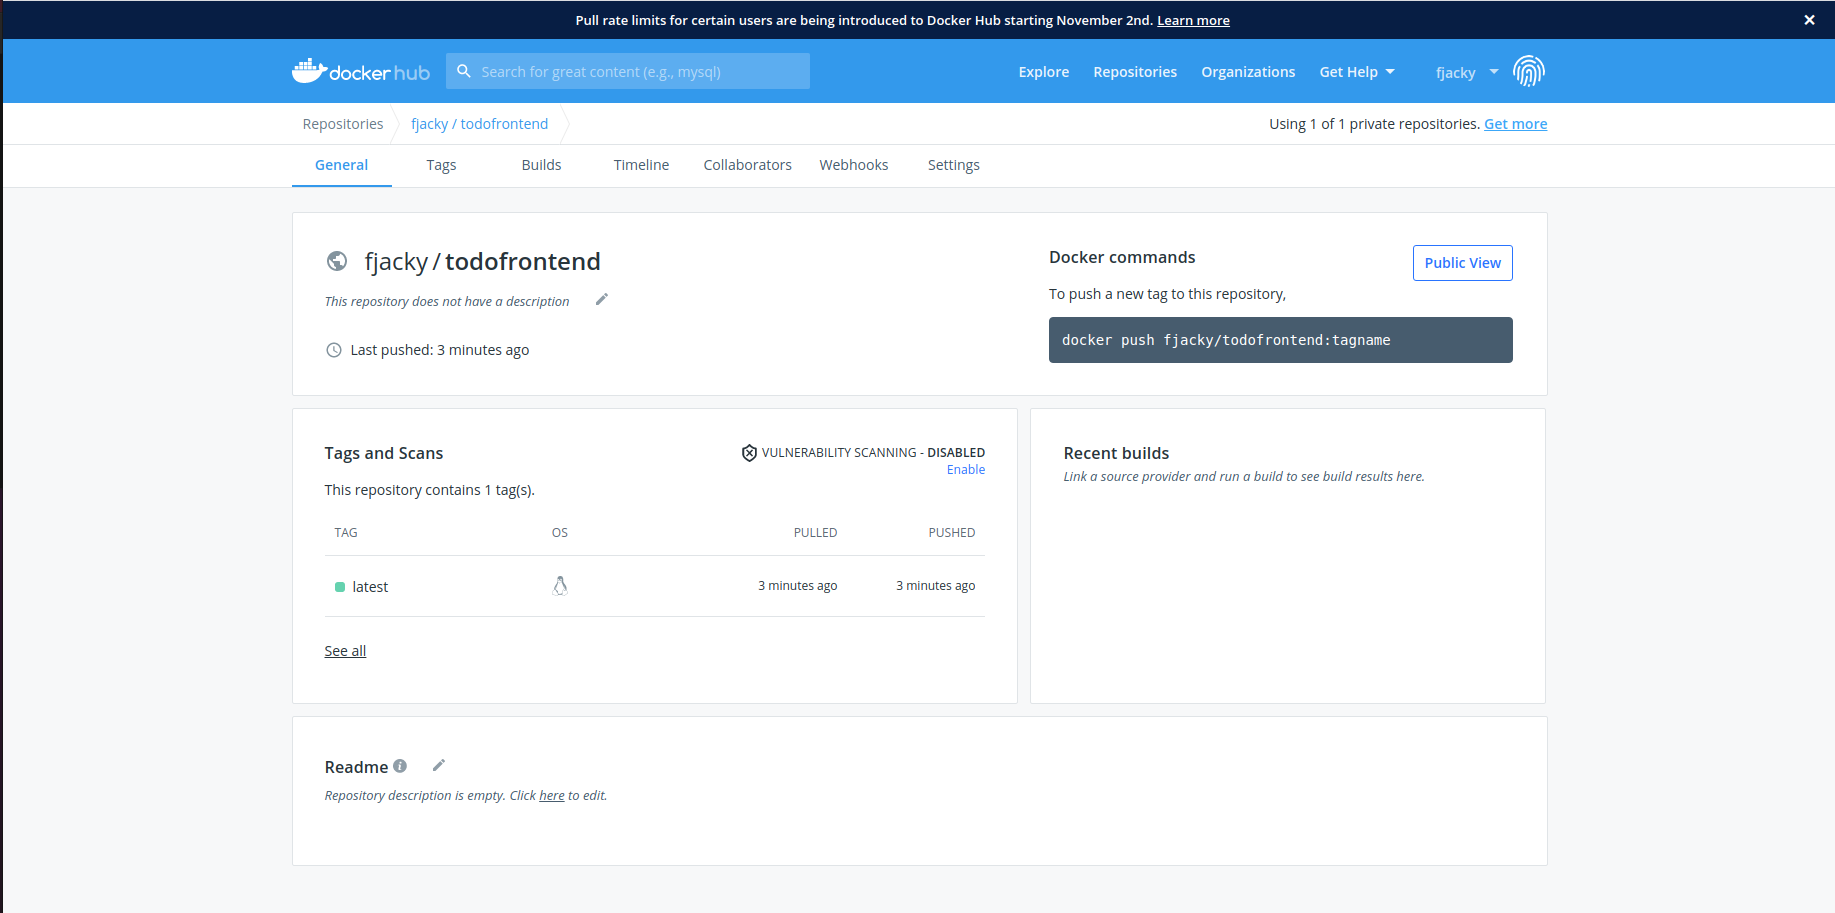 Pull rate limits for certain users are being introduced to Docker Hub starting November 2nd. Learn more
docker hub
Search for great content (e.g., mysql)
Explore
Repositories
Organizations
Get Help
fjacky
Repositories
fjacky / todofrontend
Using 1 of 1 private repositories. Get more
General
Tags
Builds
Timeline
Collaborators
Webhooks
Settings
fjacky / todofrontend
This repository does not have a description
Last pushed: 3 minutes ago
Docker commands
Public View
To push a new tag to this repository,
docker push fjacky/todofrontend:tagname
Tags and Scans
VULNERABILITY SCANNING - DISABLED
Enable
This repository contains 1 tag(s).
TAG
OS
PULLED
PUSHED
latest
3 minutes ago
3 minutes ago
See all
Recent builds
Link a source provider and run a build to see build results here.
Readme
Repository description is empty. Click here to edit.